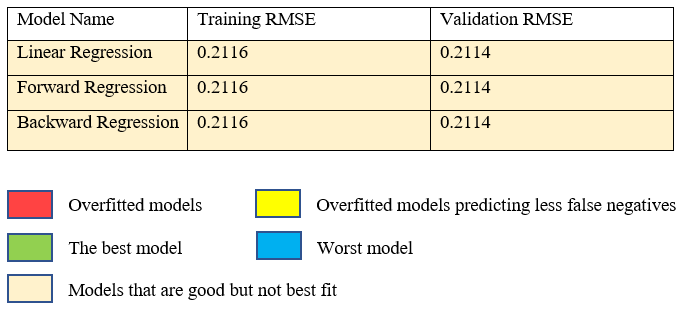 Model Name Training RMSE Validation RMSE
Linear Regression 0.2116 0.2114
Forward Regression 0.2116 0.2114
Backward Regression 0.2116 0.2114
Overfitted models Overfitted models predicting less false negatives
The best model Worst model
Models that are good but not best fit